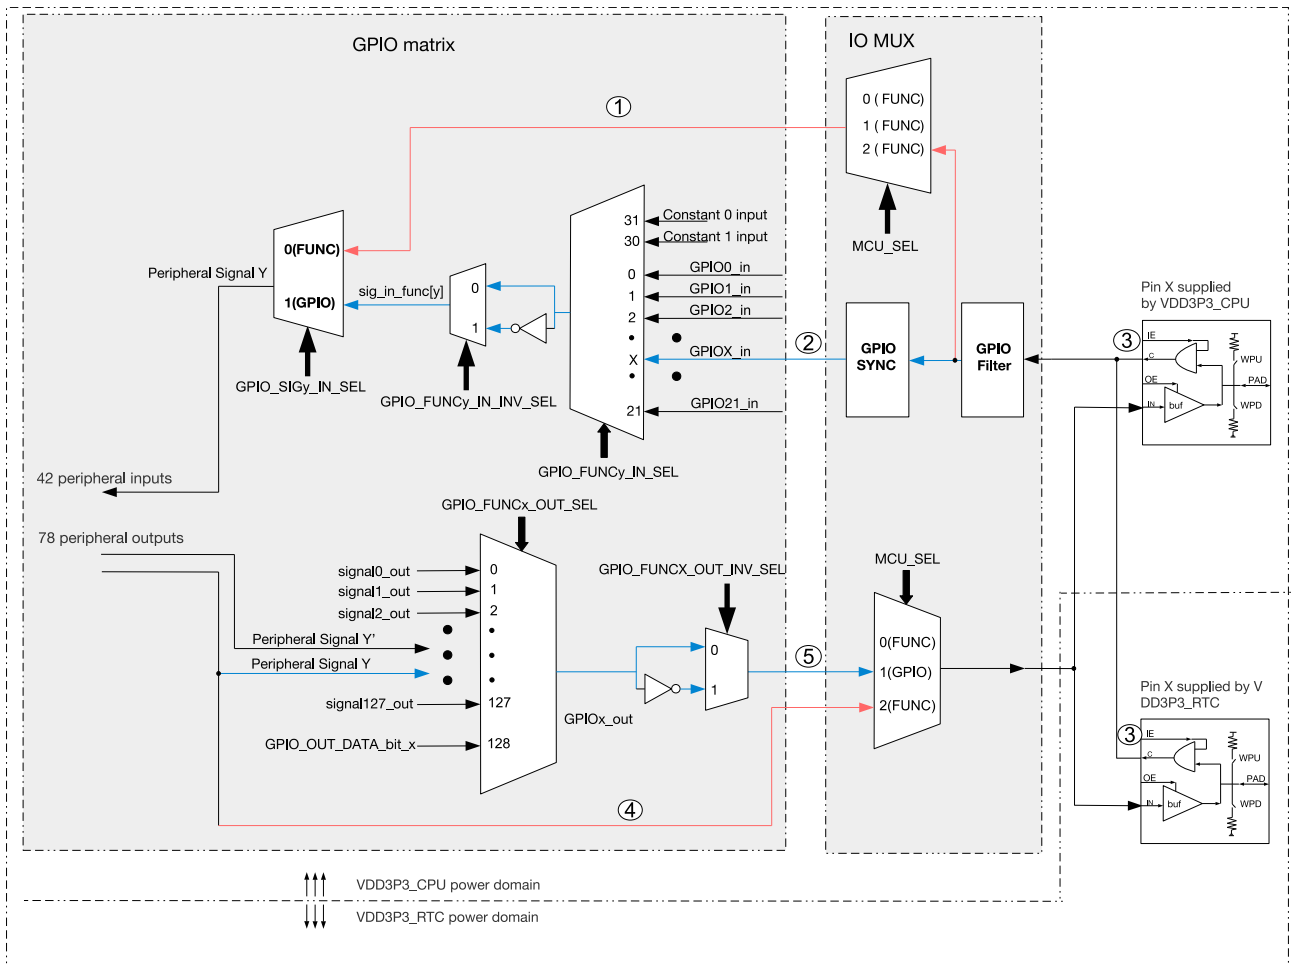 GPIO matrix
IO MUX
1
0 ( FUNC)
1 ( FUNC)
2 ( FUNC)
MCU_SEL
31
Constant 0 input
30
Constant 1 input
0
GPIO0_in
1
GPIO1_in
2
GPIO2_in
X
GPIOX_in
21
GPIO21_in
2
GPIO
SYNC
GPIO
Filter
0(FUNC)
1(GPIO)
Peripheral Signal Y
sig_in_func[y]
0
1
GPIO_SIGy_IN_SEL
GPIO_FUNCy_IN_INV_SEL
GPIO_FUNCy_IN_SEL
Pin X supplied
by VDD3P3_CPU
3
IE
C
OE
IN
buf
WPU
PAD
WPD
42 peripheral inputs
78 peripheral outputs
GPIO_FUNCx_OUT_SEL
signal0_out
0
signal1_out
1
signal2_out
2
Peripheral Signal Y'
Peripheral Signal Y
signal127_out
127
GPIO_OUT_DATA_bit_x
128
GPIOx_out
GPIO_FUNCX_OUT_INV_SEL
0
1
5
4
MCU_SEL
0(FUNC)
1(GPIO)
2(FUNC)
Pin X supplied by V
DD3P3_RTC
3
IE
C
OE
IN
buf
WPU
PAD
WPD
VDD3P3_CPU power domain
VDD3P3_RTC power domain